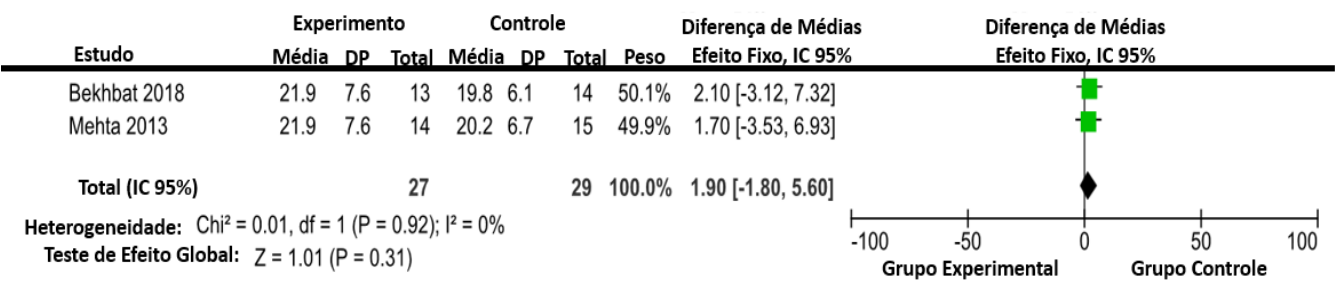 Experimento Controle Diferença de Médias Diferença de Médias
Estudo Média DP Total Média DP Total Peso Efeito Fixo, IC 95% Efeito Fixo, IC 95%
Bekhbat 2018 21.9 7.6 13 19.8 6.1 14 50.1% 2.10 [-3.12, 7.32]
Mehta 2013 21.9 7.6 14 20.2 6.7 15 49.9% 1.70 [-3.53, 6.93]
Total (IC 95%) 27 29 100.0% 1.90 [-1.80, 5.60]
Heterogeneidade: Chi² = 0.01, df = 1 (P = 0.92); I² = 0%
Teste de Efeito Global: Z = 1.01 (P = 0.31)
-100 -50 0 50 100
Grupo Experimental Grupo Controle